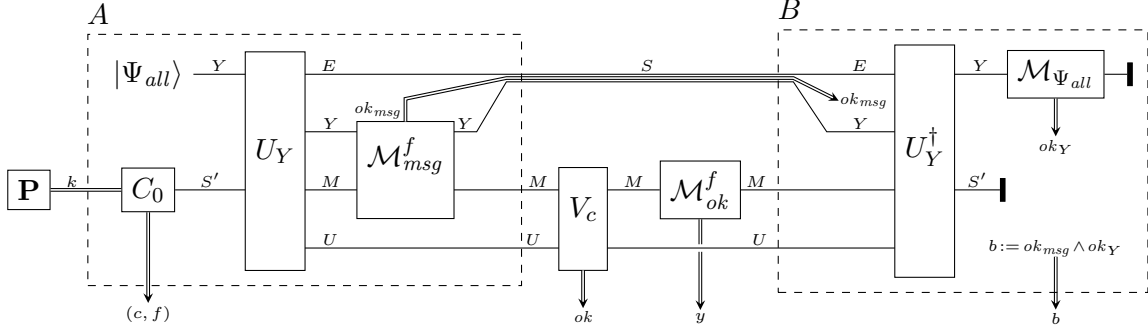 A B
|Ψ_all⟩ Y E S E Y M_Ψall
ok_msg ok_msg
Y Y Y ok_Y
U_Y M^f_msg U_Y^†
P k C_0 S′ M M V_c M M^f_ok M S′
U U U b := ok_msg ∧ ok_Y
(c, f) ok y b